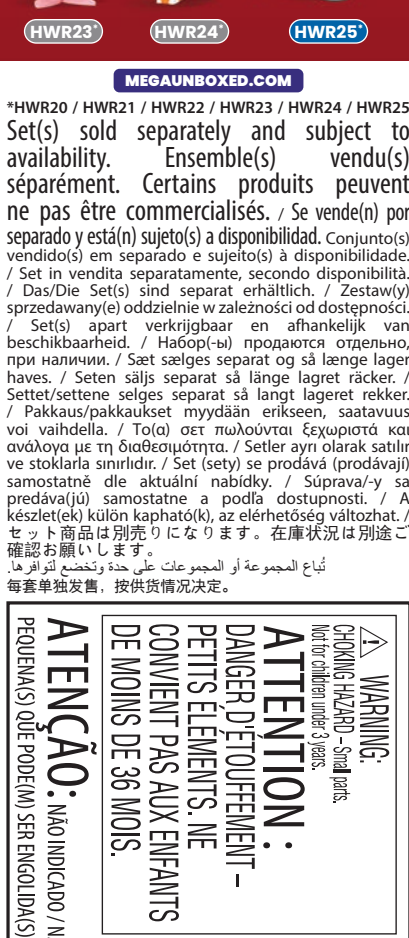 HWR23*
HWR24*
HWR25*
MEGAUNBOXED.COM
*HWR20 / HWR21 / HWR22 / HWR23 / HWR24 / HWR25
Set(s) sold separately and subject to
availability. Ensemble(s) vendu(s)
séparément. Certains produits peuvent
ne pas être commercialisés. / Se vende(n) por
separado y está(n) sujeto(s) a disponibilidad. Conjunto(s)
vendido(s) em separado e sujeito(s) à disponibilidade.
/ Set in vendita separatamente, secondo disponibilità.
/ Das/Die Set(s) sind separat erhältlich. / Zestaw(y)
sprzedawany(e) oddzielnie w zależności od dostępności.
/ Set(s) apart verkrijgbaar en afhankelijk van
beschikbaarheid. / Набор(-ы) продаются отдельно,
при наличии. / Sæt sælges separat og så længe lager
haves. / Seten säljs separat så länge lagret räcker. /
Settet/settene selges separat så langt lageret rekker.
/ Pakkaus/pakkaukset myydään erikseen, saatavuus
voi vaihdella. / Το(α) σετ πωλούνται ξεχωριστά και
ανάλογα με τη διαθεσιμότητα. / Setler ayrı olarak satılır
ve stoklarla sınırlıdır. / Set (sety) se prodává (prodávají)
samostatně dle aktuální nabídky. / Súprava/-y sa
predáva(jú) samostatne a podľa dostupnosti. / A
készlet(ek) külön kapható(k), az elérhetőség változhat. /
セット商品は別売りになります。在庫状況は別途ご
確認お願いします。
تُباع المجموعة أو المجموعات على حدة وتخضع لتوافرها.
每套单独发售，按供货情况决定。
⚠ WARNING:
CHOKING HAZARD – Small parts.
Not for children under 3 years.
ATTENTION :
DANGER D'ÉTOUFFEMENT –
PETITS ÉLÉMENTS. NE
CONVIENT PAS AUX ENFANTS
DE MOINS DE 36 MOIS.
ATENÇÃO: NÃO INDICADO /
PEQUENA(S) QUE PODE(M) SER ENGOLIDA(S)